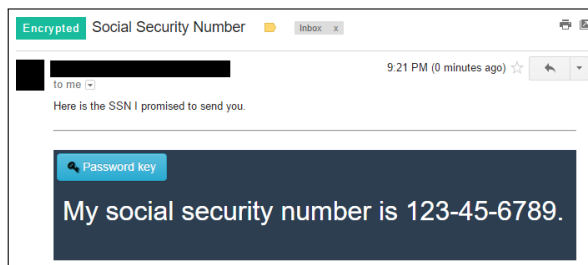 Encrypted Social Security Number Inbox x
9:21 PM (0 minutes ago)
to me
Here is the SSN I promised to send you.
Password key
My social security number is 123-45-6789.